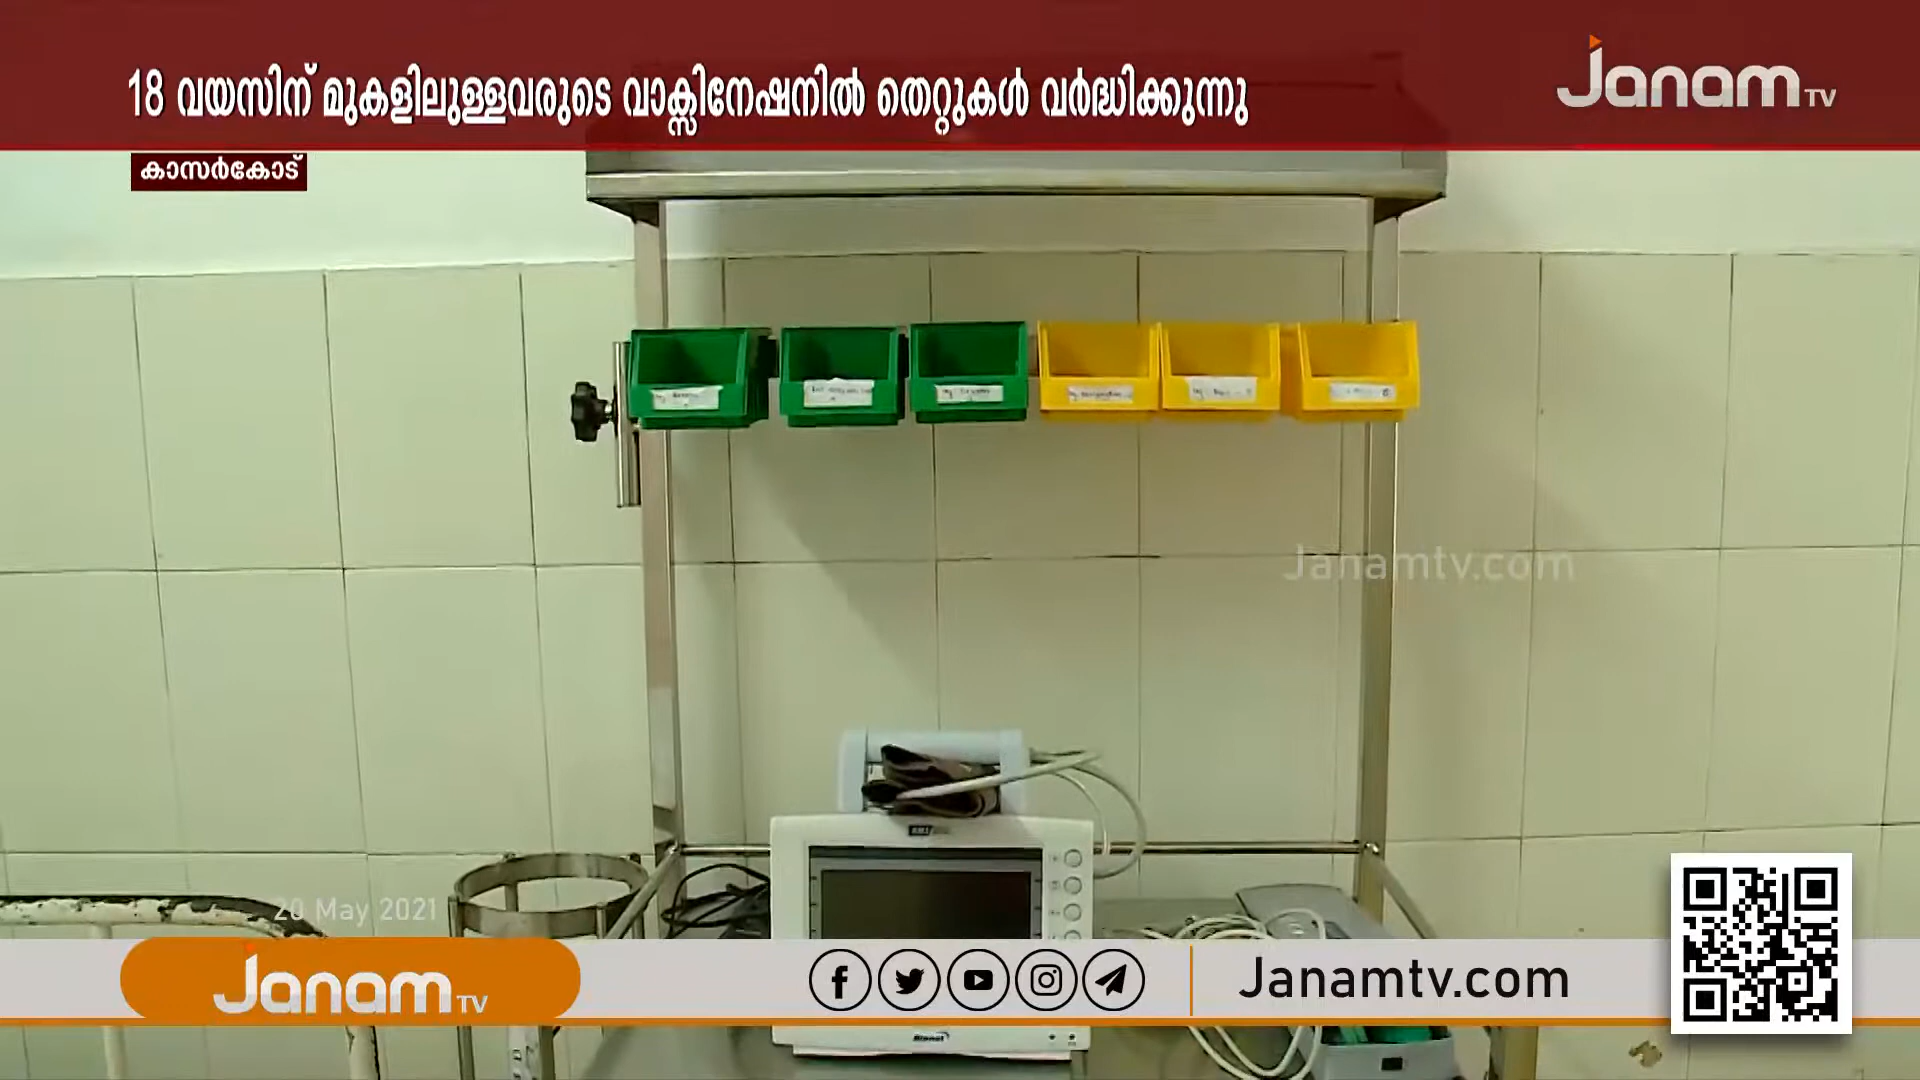 18 വയസിന് മുകളിലുള്ളവരുടെ വാക്സിനേഷനിൽ തെറ്റുകൾ വർദ്ധിക്കുന്നു
Janam TV
കാസർകോട്
Janamtv.com
20 May 2021
Janam TV
Janamtv.com
Bionet